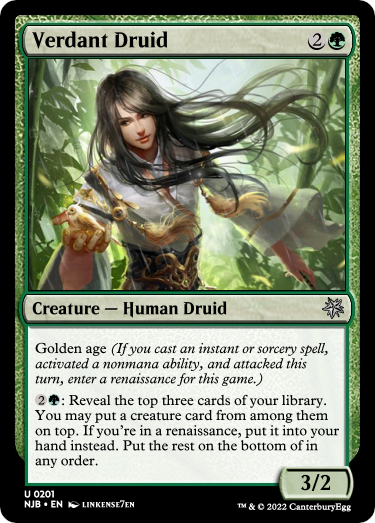 Verdant Druid 2
Creature — Human Druid
Golden age (If you cast an instant or sorcery spell,
activated a nonmana ability, and attacked this
turn, enter a renaissance for this game.)
2: Reveal the top three cards of your library.
You may put a creature card from among them
on top. If you're in a renaissance, put it into your
hand instead. Put the rest on the bottom of in
any order.
3/2
U 0201
NJB • EN LINKENSE7EN
™ & © 2022 CanterburyEgg